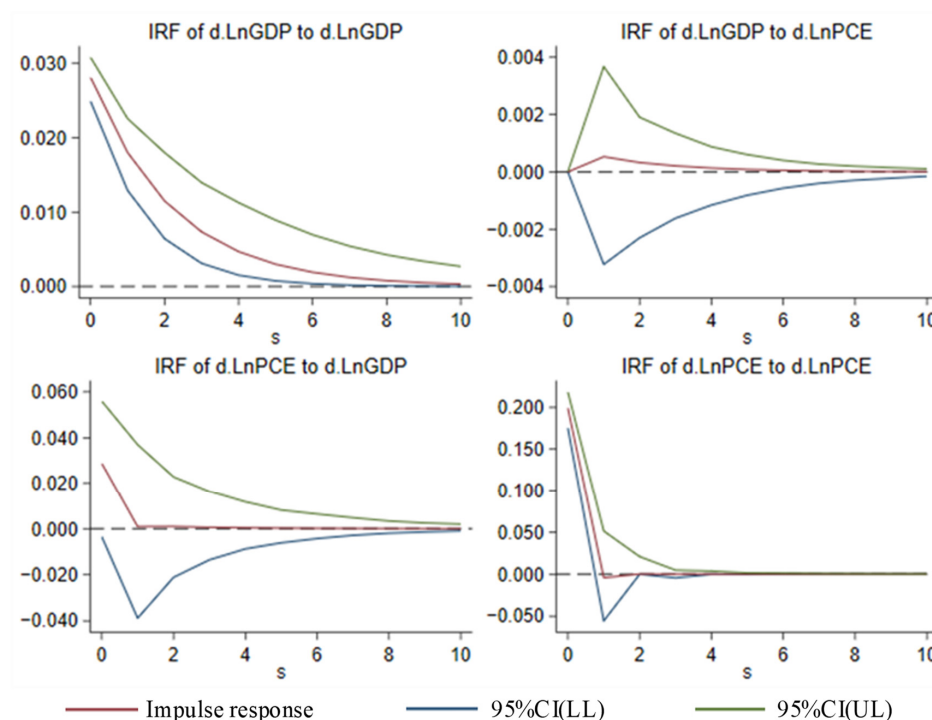 IRF of d.LnGDP to d.LnGDP
0.030
0.020
0.010
0.000
0 2 4 6 8 10
s
IRF of d.LnGDP to d.LnPCE
0.004
0.002
0.000
−0.002
−0.004
0 2 4 6 8 10
s
IRF of d.LnPCE to d.LnGDP
0.060
0.040
0.020
0.000
−0.020
−0.040
0 2 4 6 8 10
s
IRF of d.LnPCE to d.LnPCE
0.200
0.150
0.100
0.050
0.000
−0.050
0 2 4 6 8 10
s
Impulse response 95%CI(LL) 95%CI(UL)